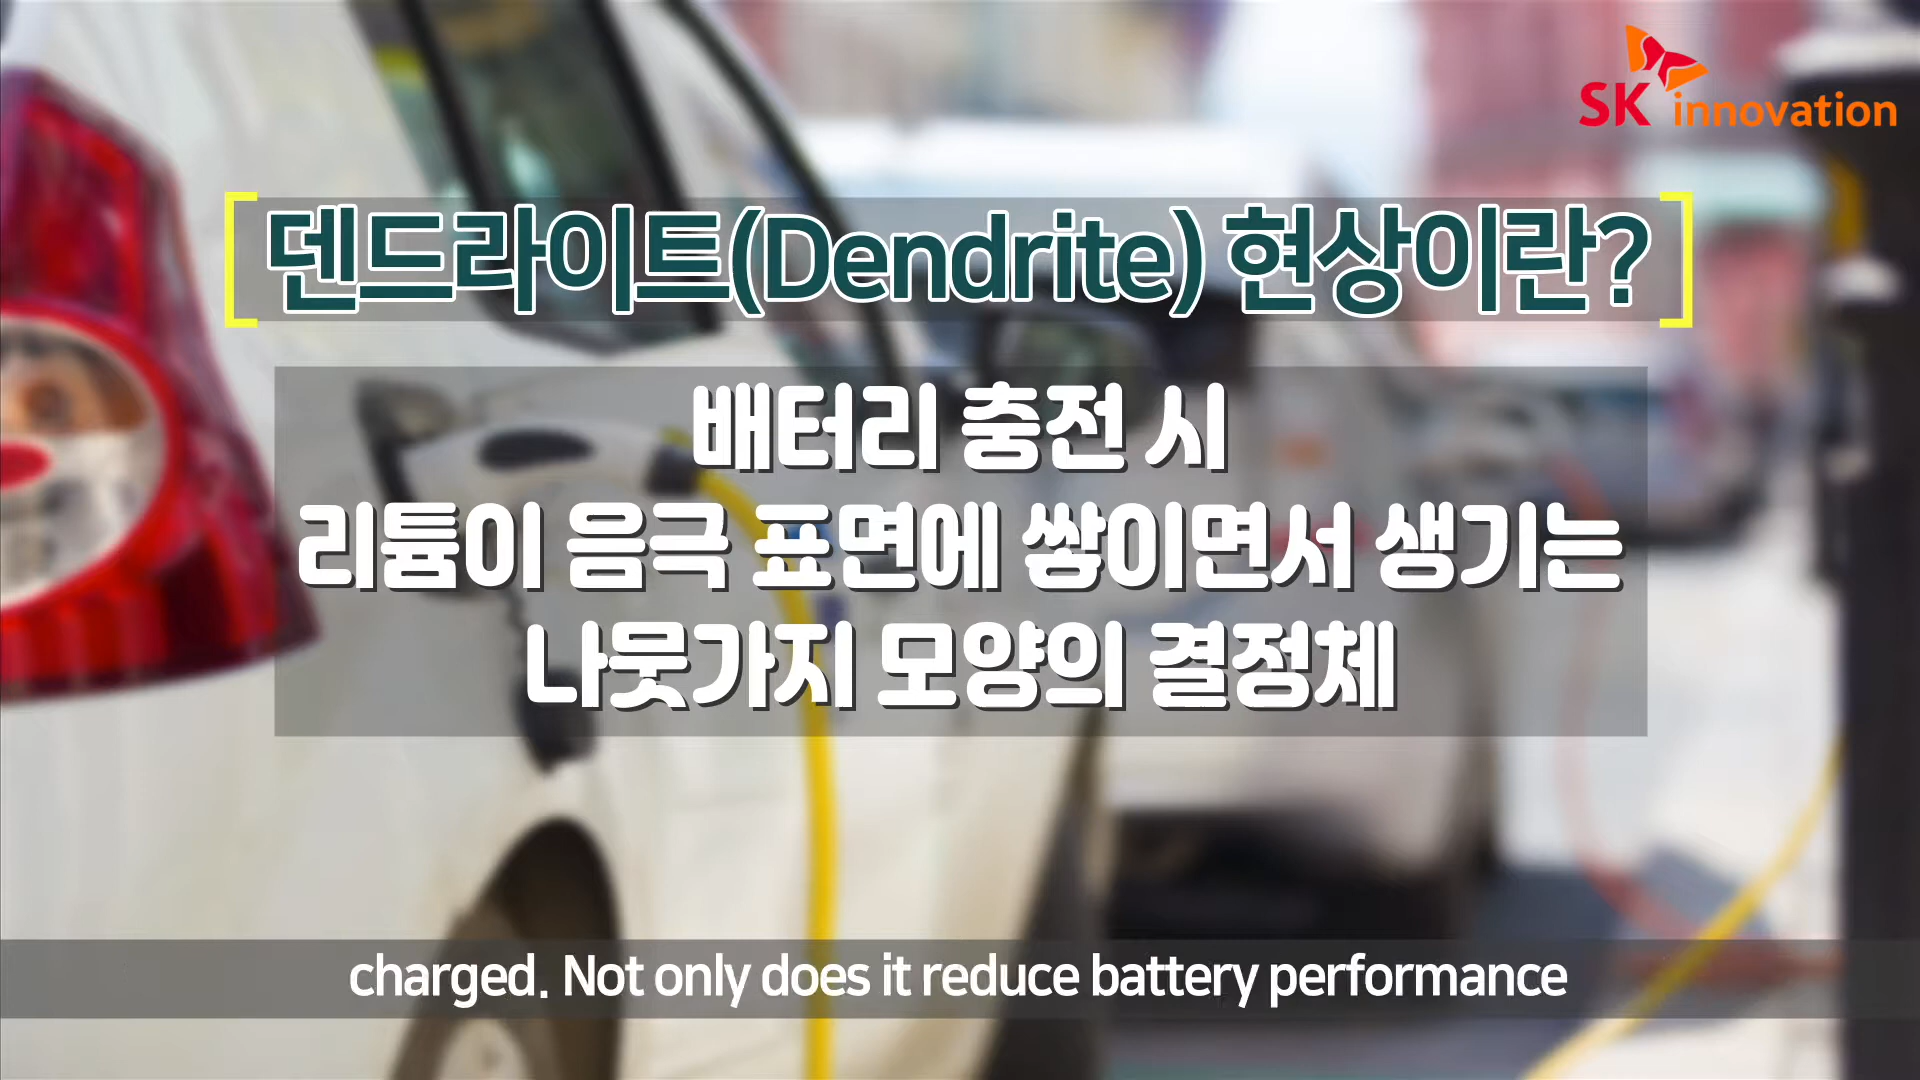 SK innovation
덴드라이트(Dendrite) 현상이란?
배터리 충전 시
리튬이 음극 표면에 쌓이면서 생기는
나뭇가지 모양의 결정체
charged. Not only does it reduce battery performance